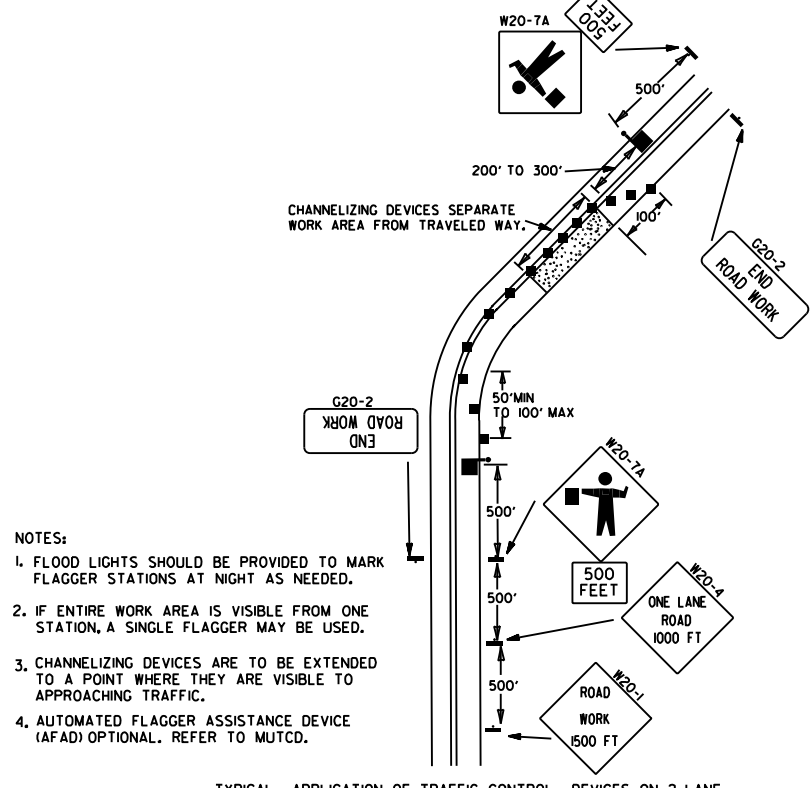 W20-7A
500
FEET
500'
200' TO 300'
CHANNELIZING DEVICES SEPARATE
WORK AREA FROM TRAVELED WAY.
100'
G20-2
END
ROAD WORK
G20-2
END
ROAD WORK
50'MIN
TO 100' MAX
W20-7A
500'
500
FEET
500'
W20-4
ONE LANE
ROAD
1000 FT
500'
W20-1
ROAD
WORK
1500 FT
NOTES:
1. FLOOD LIGHTS SHOULD BE PROVIDED TO MARK
FLAGGER STATIONS AT NIGHT AS NEEDED.
2. IF ENTIRE WORK AREA IS VISIBLE FROM ONE
STATION, A SINGLE FLAGGER MAY BE USED.
3. CHANNELIZING DEVICES ARE TO BE EXTENDED
TO A POINT WHERE THEY ARE VISIBLE TO
APPROACHING TRAFFIC.
4. AUTOMATED FLAGGER ASSISTANCE DEVICE
(AFAD) OPTIONAL. REFER TO MUTCD.
TYPICAL APPLICATION OF TRAFFIC CONTROL DEVICES ON 2-LANE